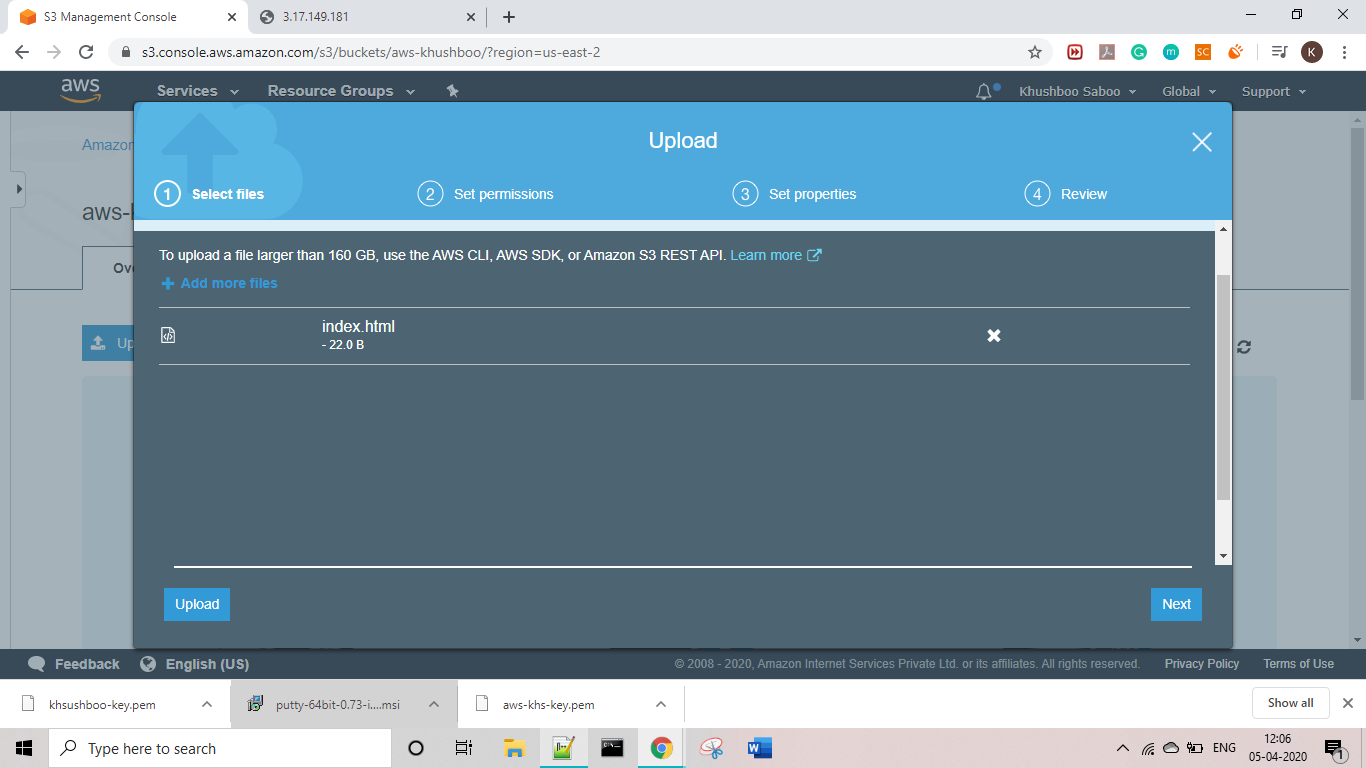 S3 Management Console
3.17.149.181
s3.console.aws.amazon.com/s3/buckets/aws-khushboo/?region=us-east-2
K
aws Services Resource Groups Khushboo Saboo Global Support
Amazon
Upload
1 Select files 2 Set permissions 3 Set properties 4 Review
aws-
To upload a file larger than 160 GB, use the AWS CLI, AWS SDK, or Amazon S3 REST API. Learn more
Ov
Add more files
index.html
- 22.0 B
Up
Upload Next
Feedback English (US) © 2008 - 2020, Amazon Internet Services Private Ltd. or its affiliates. All rights reserved. Privacy Policy Terms of Use
khsushboo-key.pem putty-64bit-0.73-i....msi aws-khs-key.pem Show all
Type here to search
ENG
12:06
05-04-2020
1